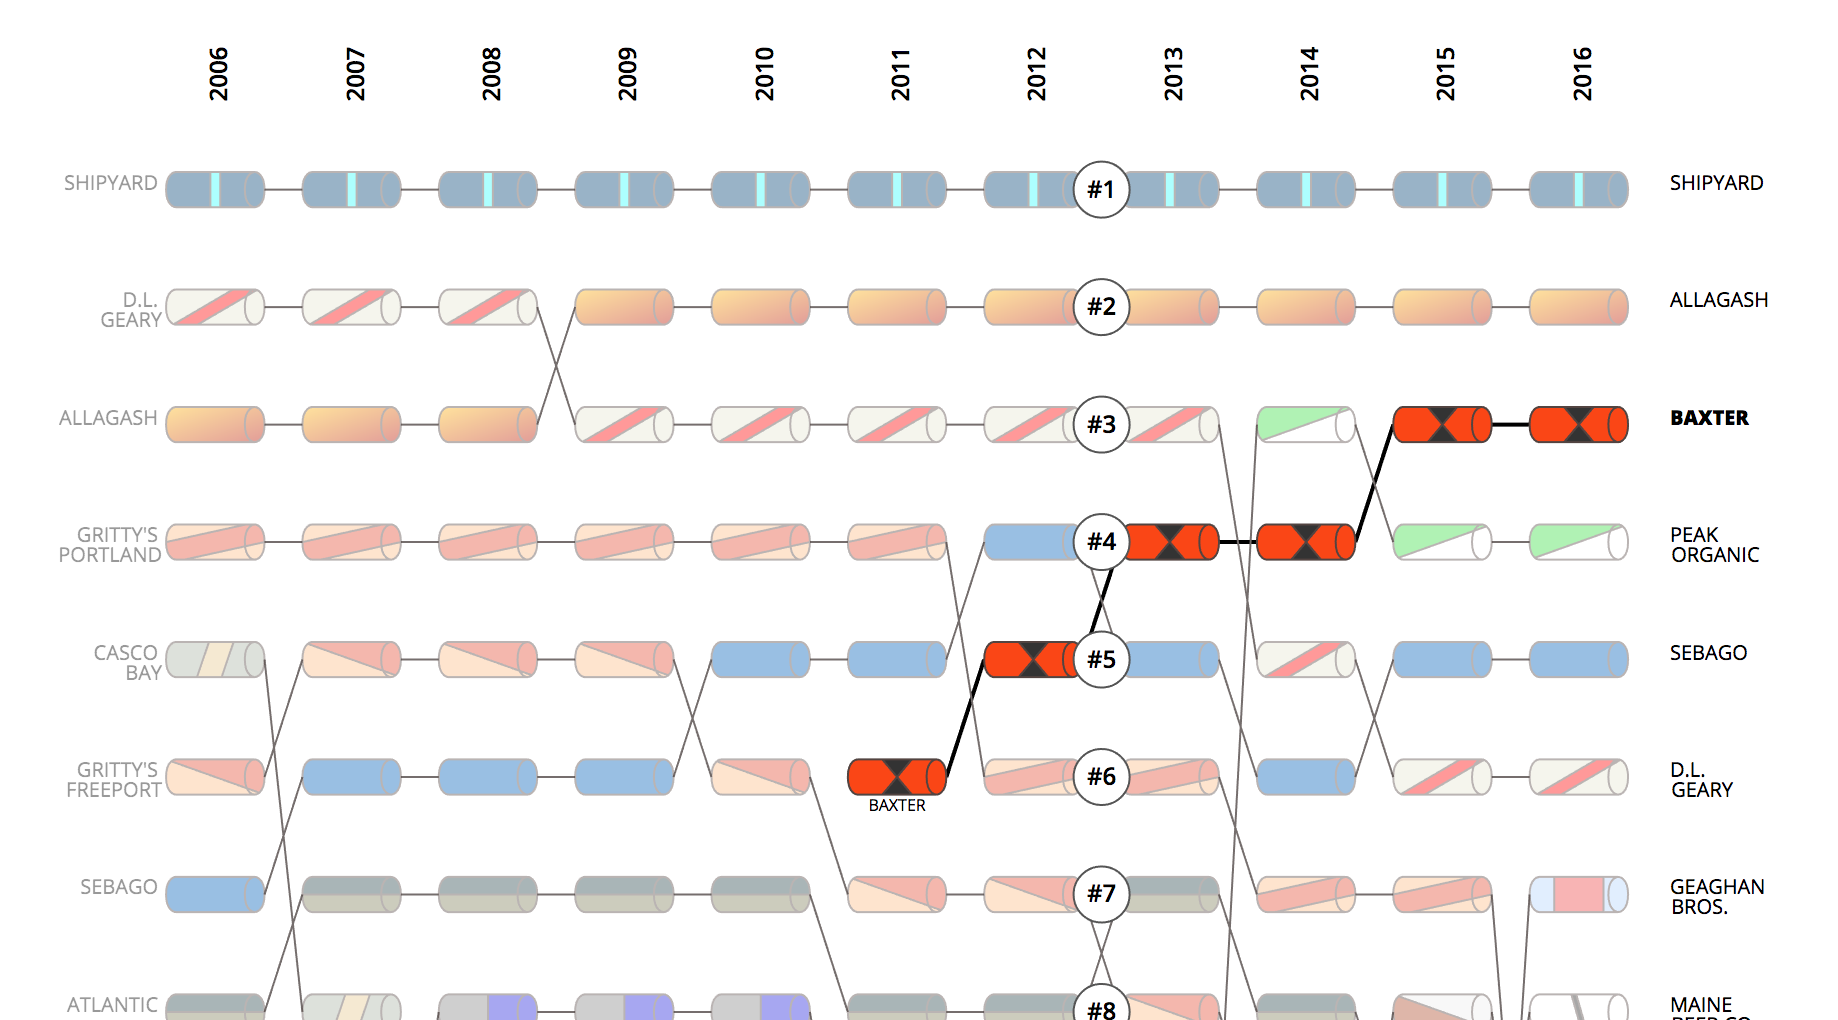 2006 2007 2008 2009 2010 2011 2012 2013 2014 2015 2016
SHIPYARD #1 SHIPYARD
D.L.
GEARY
#2
ALLAGASH
ALLAGASH #3 BAXTER
GRITTY'S
PORTLAND
#4
PEAK
ORGANIC
CASCO
BAY
#5
SEBAGO
GRITTY'S
FREEPORT
BAXTER
#6
D.L.
GEARY
SEBAGO
#7
GEAGHAN
BROS.
ATLANTIC
#8
MAINE
BEER CO.